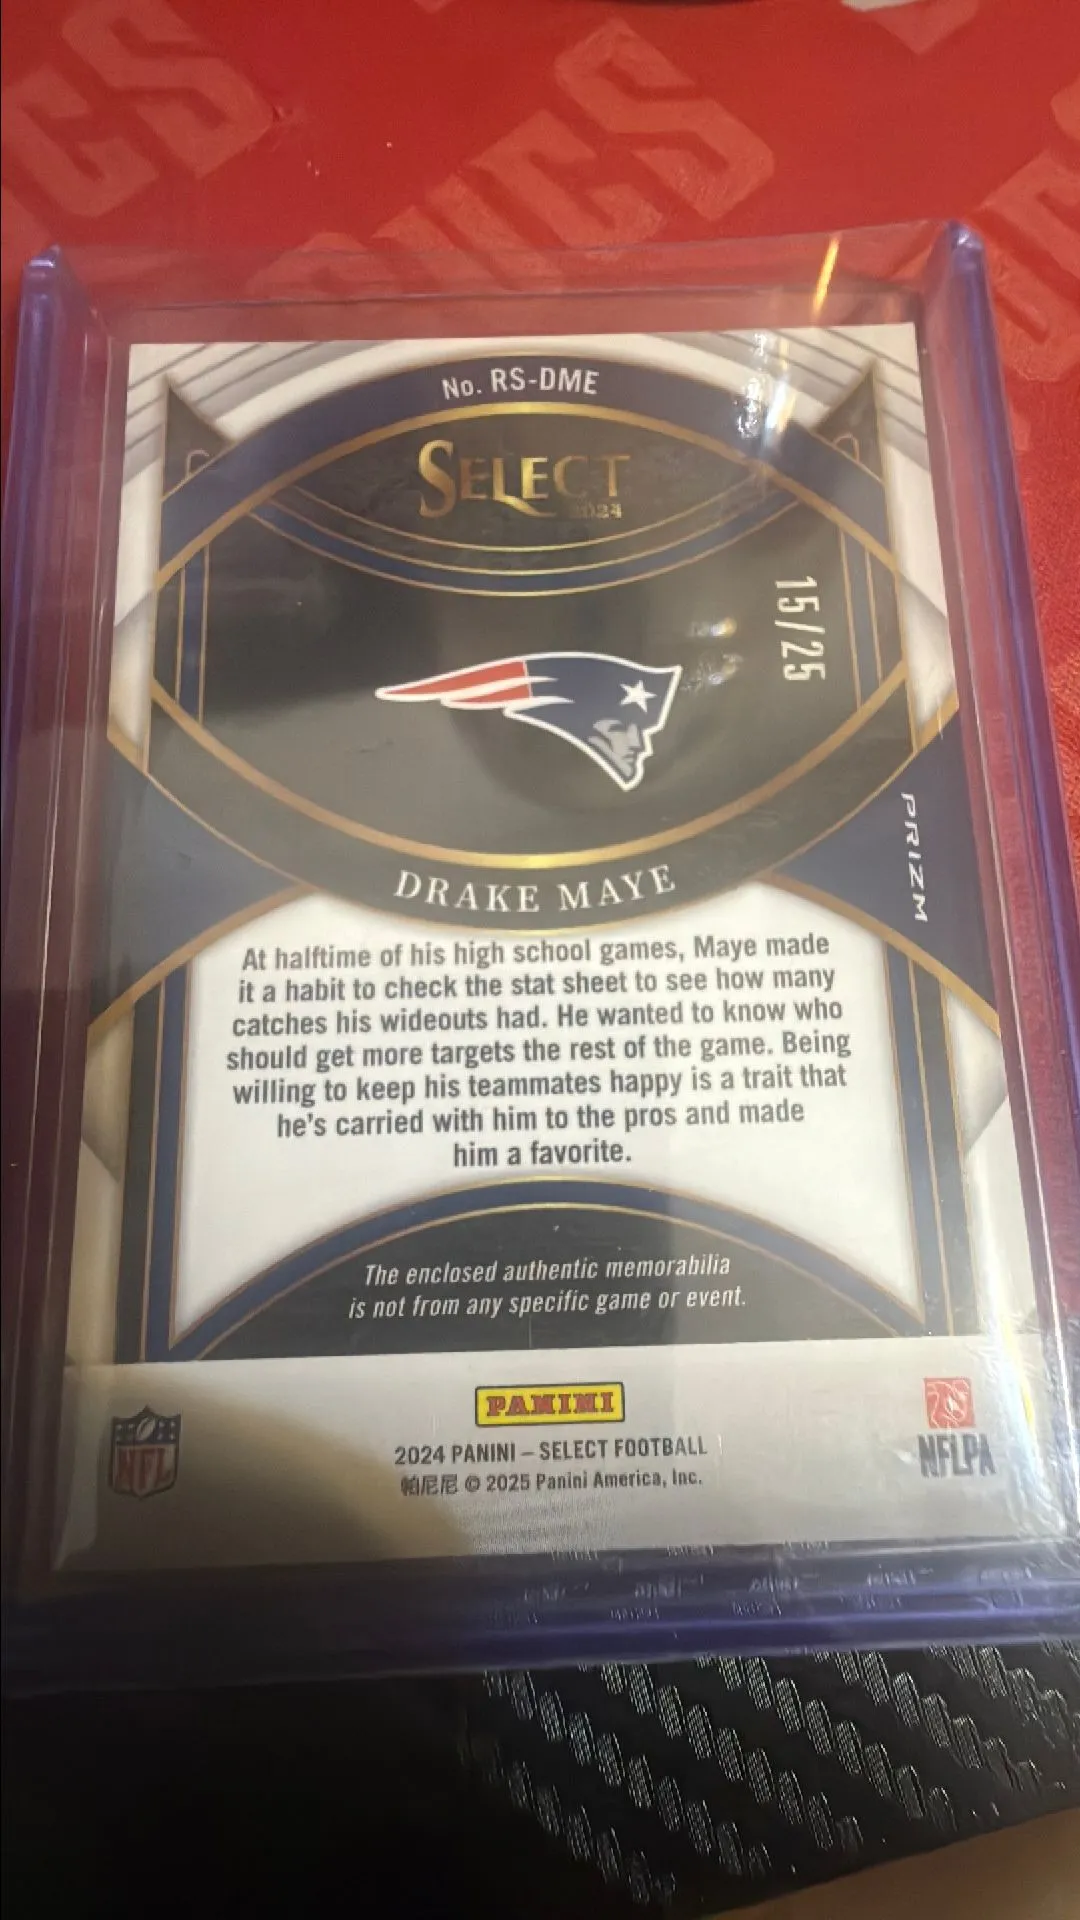 BUCS
No. RS-DME
SELECT
2024
15/25
PRIZM
DRAKE MAYE
At halftime of his high school games, Maye made
it a habit to check the stat sheet to see how many
catches his wideouts had. He wanted to know who
should get more targets the rest of the game. Being
willing to keep his teammates happy is a trait that
he's carried with him to the pros and made
him a favorite.
The enclosed authentic memorabilia
is not from any specific game or event.
PANINI
NFL
NFLPA
2024 PANINI – SELECT FOOTBALL
帕尼尼 © 2025 Panini America, Inc.